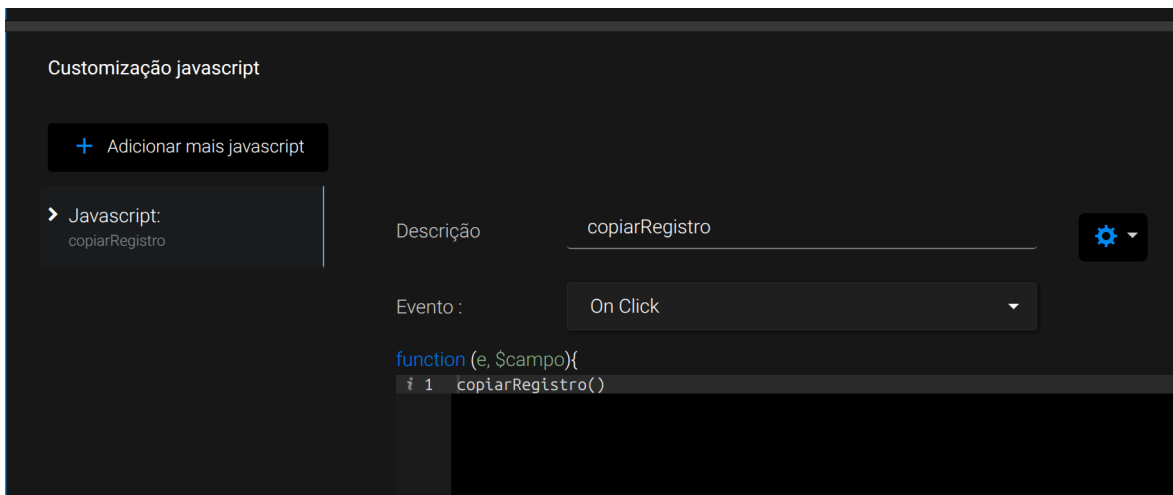 Customização javascript
+ Adicionar mais javascript
Javascript:
copiarRegistro
Descrição copiarRegistro
Evento : On Click
function (e, $campo){
i 1 copiarRegistro()